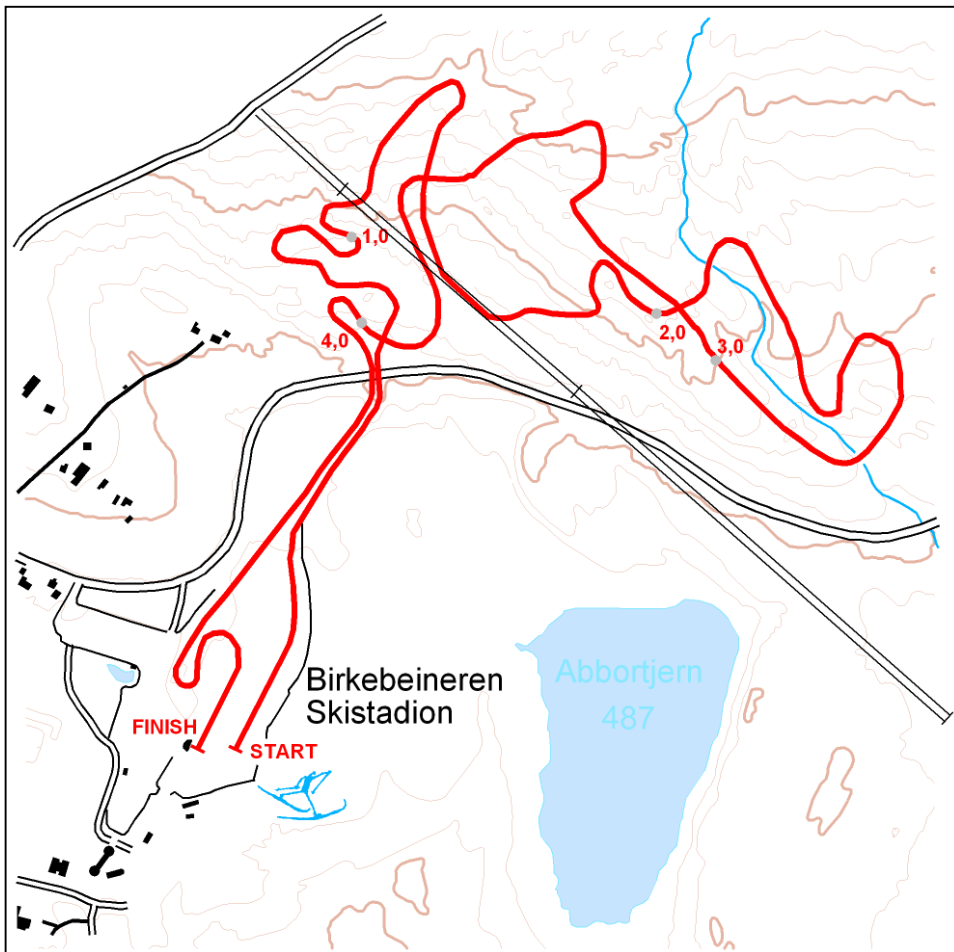 1,0
2,0
3,0
4,0
Birkebeineren
Skistadion
Abbortjern
487
FINISH
START